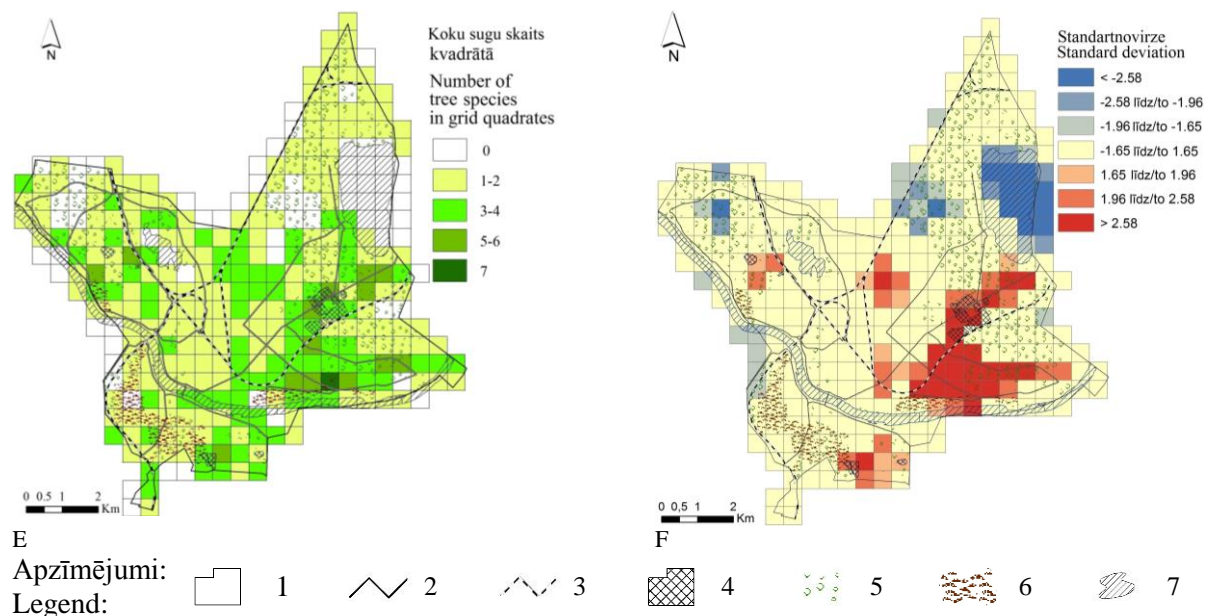 N
Koku sugu skaits
kvadrātā
Number of
tree species
in grid quadrates
0
1-2
3-4
5-6
7
0 0.5 1 2
Km
E
N
Standartnovirze
Standard deviation
< -2.58
-2.58 līdz/to -1.96
-1.96 līdz/to -1.65
-1.65 līdz/to 1.65
1.65 līdz/to 1.96
1.96 līdz/to 2.58
> 2.58
0 0,5 1 2
Km
F
Apzīmējumi:
Legend:
1 2 3 4 5 6 7